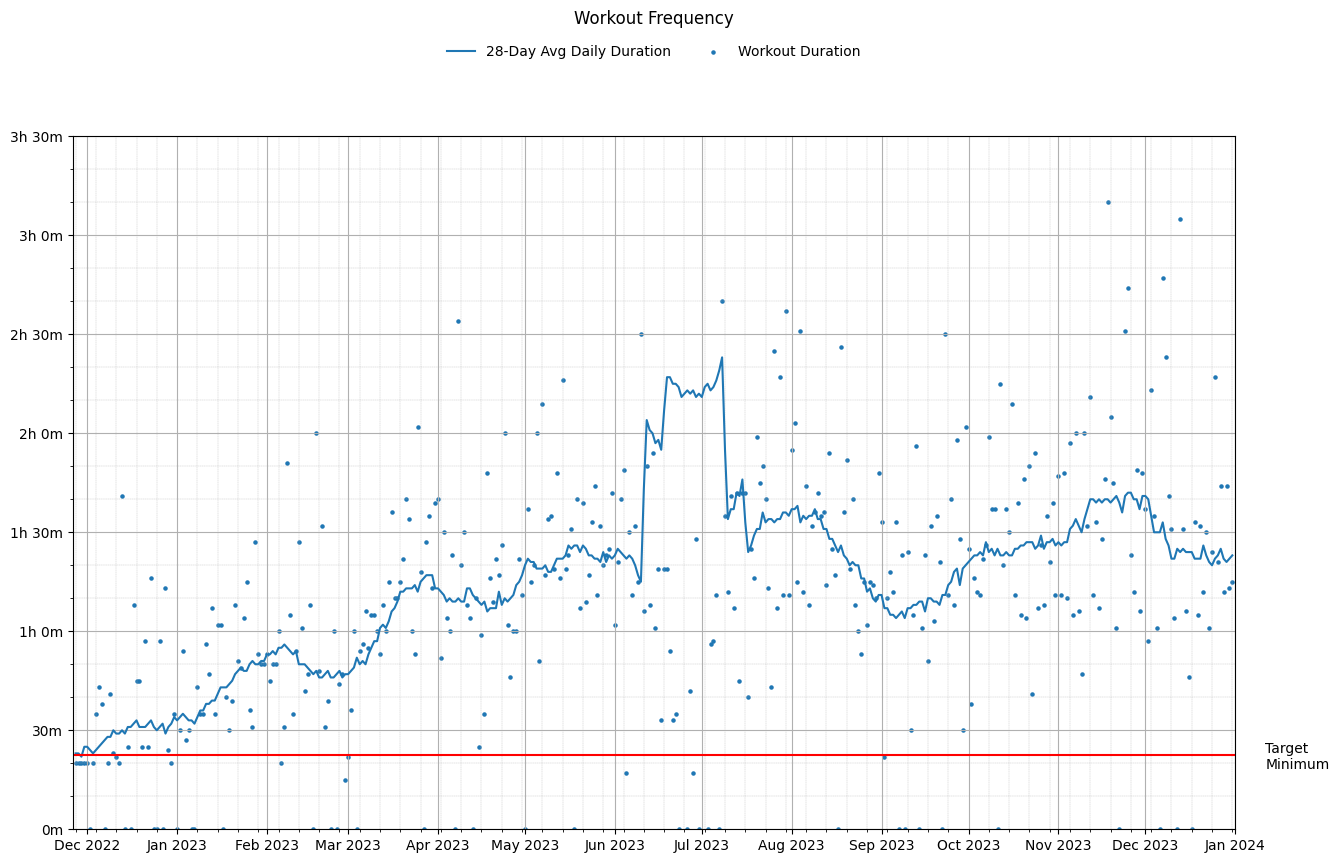 Workout Frequency
28-Day Avg Daily Duration
Workout Duration
3h 30m
3h 0m
2h 30m
2h 0m
1h 30m
1h 0m
30m
0m
Target
Minimum
Dec 2022
Jan 2023
Feb 2023
Mar 2023
Apr 2023
May 2023
Jun 2023
Jul 2023
Aug 2023
Sep 2023
Oct 2023
Nov 2023
Dec 2023
Jan 2024